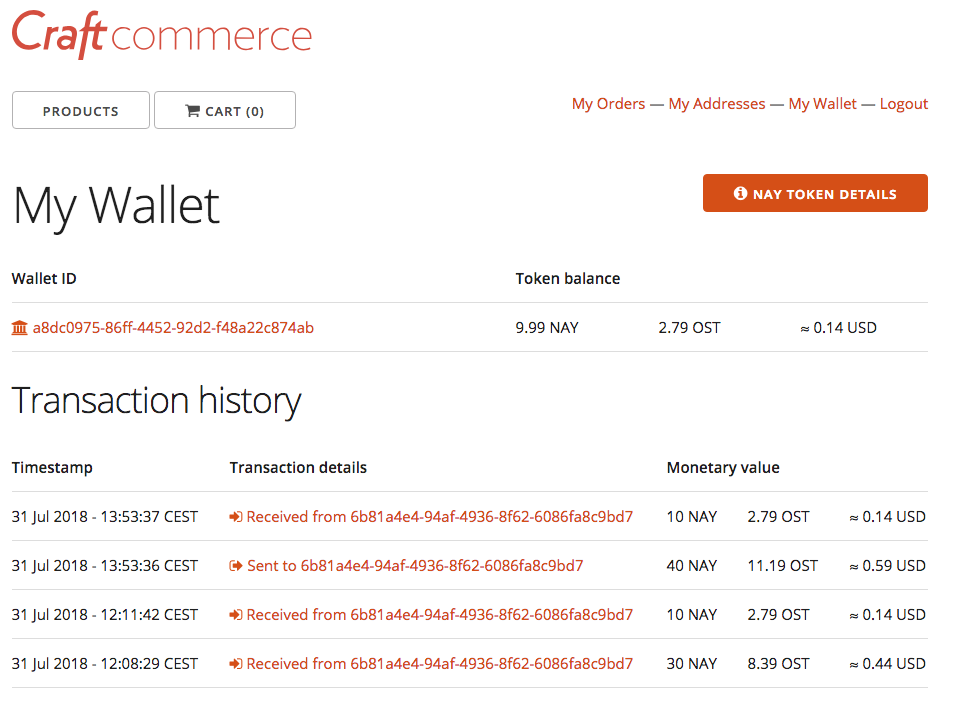 Craft commerce
PRODUCTS CART (0) My Orders — My Addresses — My Wallet — Logout
My Wallet NAY TOKEN DETAILS
Wallet ID Token balance
a8dc0975-86ff-4452-92d2-f48a22c874ab 9.99 NAY 2.79 OST ≈ 0.14 USD
Transaction history
Timestamp Transaction details Monetary value
31 Jul 2018 - 13:53:37 CEST Received from 6b81a4e4-94af-4936-8f62-6086fa8c9bd7 10 NAY 2.79 OST ≈ 0.14 USD
31 Jul 2018 - 13:53:36 CEST Sent to 6b81a4e4-94af-4936-8f62-6086fa8c9bd7 40 NAY 11.19 OST ≈ 0.59 USD
31 Jul 2018 - 12:11:42 CEST Received from 6b81a4e4-94af-4936-8f62-6086fa8c9bd7 10 NAY 2.79 OST ≈ 0.14 USD
31 Jul 2018 - 12:08:29 CEST Received from 6b81a4e4-94af-4936-8f62-6086fa8c9bd7 30 NAY 8.39 OST ≈ 0.44 USD